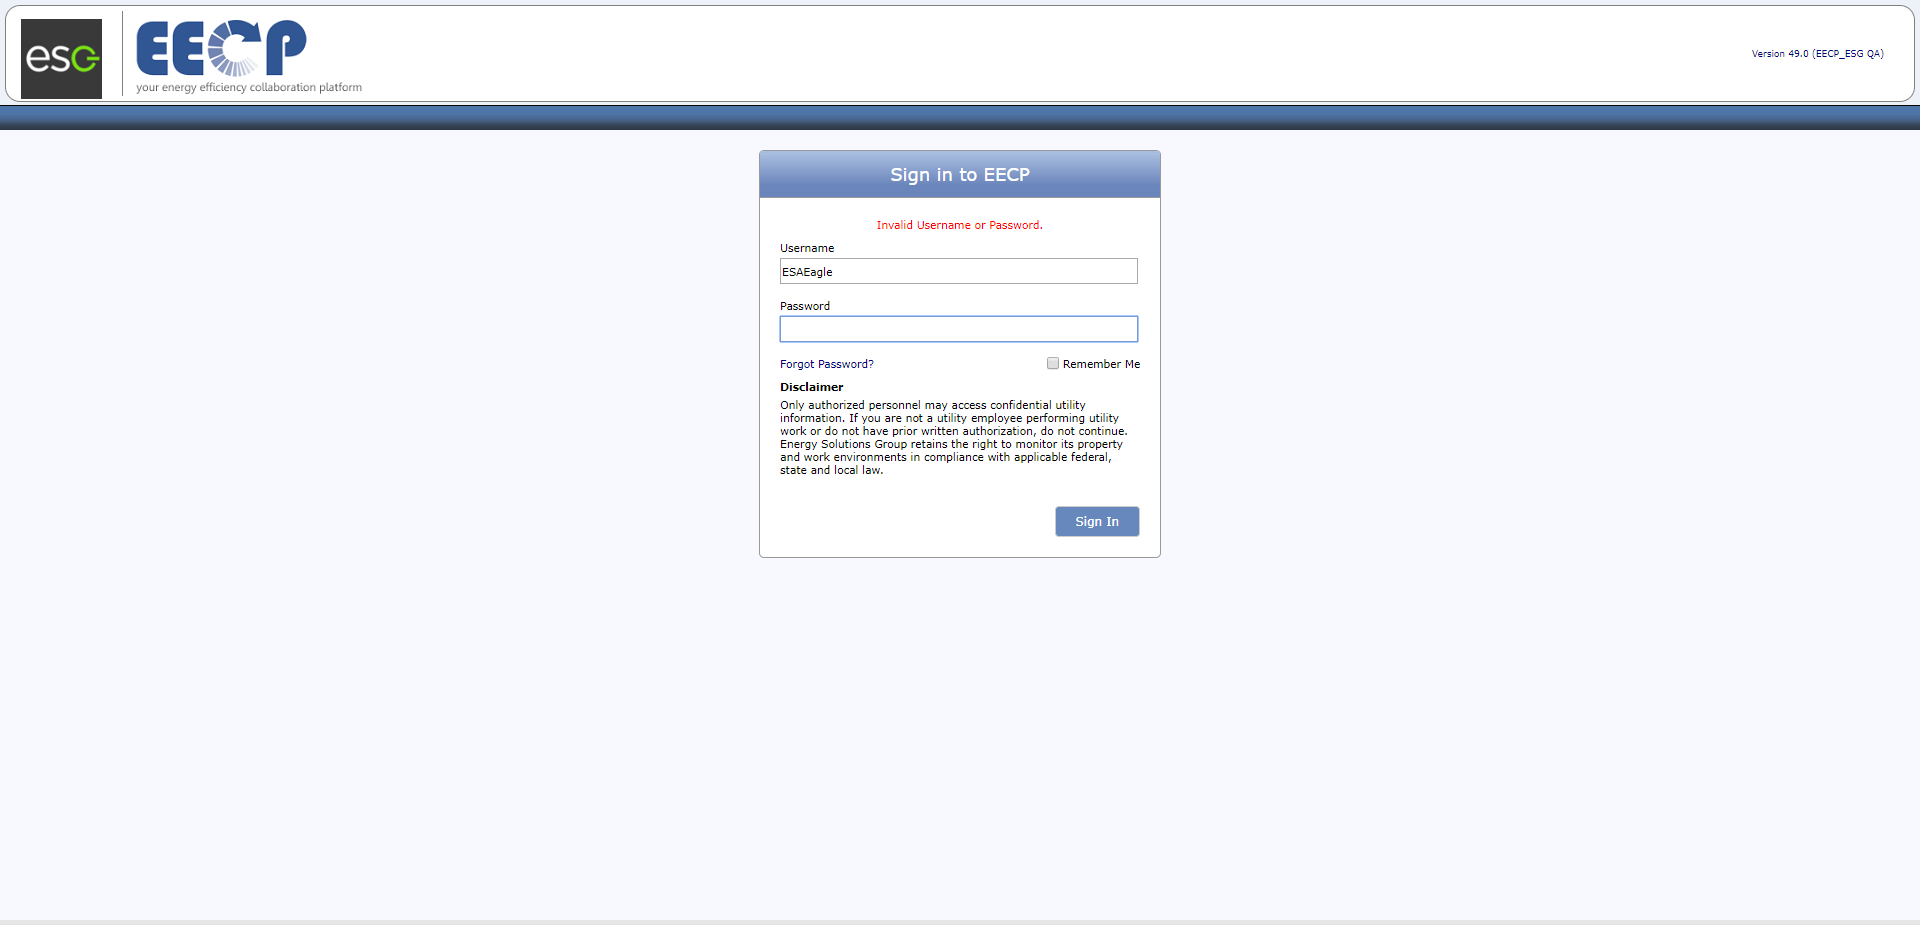 esg
EECP
your energy efficiency collaboration platform
Version 49.0 (EECP_ESG QA)
Sign in to EECP
Invalid Username or Password.
Username
ESAEagle
Password
Forgot Password?
Remember Me
Disclaimer
Only authorized personnel may access confidential utility
information. If you are not a utility employee performing utility
work or do not have prior written authorization, do not continue.
Energy Solutions Group retains the right to monitor its property
and work environments in compliance with applicable federal,
state and local law.
Sign In